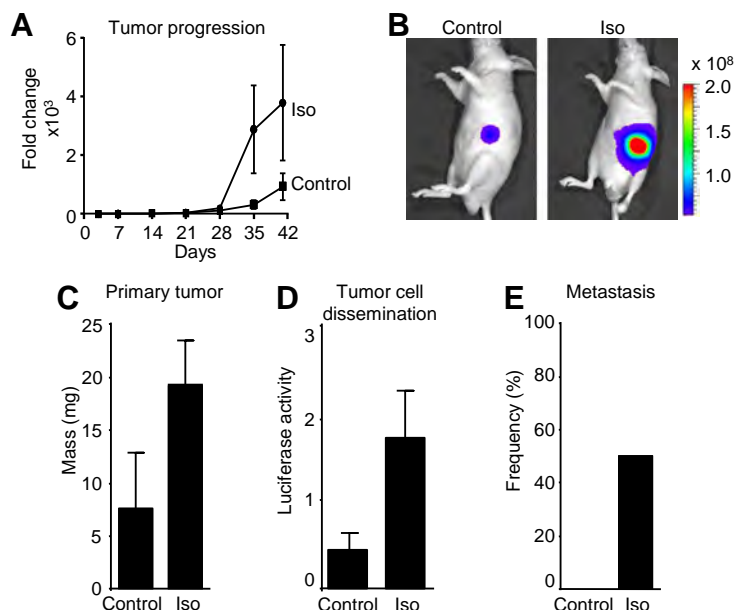 A
Tumor progression
Fold change
x10³
6
4
2
0
Iso
Control
0 7 14 21 28 35 42
Days
B
Control
Iso
x 10⁸
2.0
1.5
1.0
C
Primary tumor
Mass (mg)
25
20
15
10
5
0
Control Iso
D
Tumor cell
dissemination
Luciferase activity
3
2
1
0
Control Iso
E
Metastasis
Frequency (%)
100
80
60
40
20
0
Control Iso